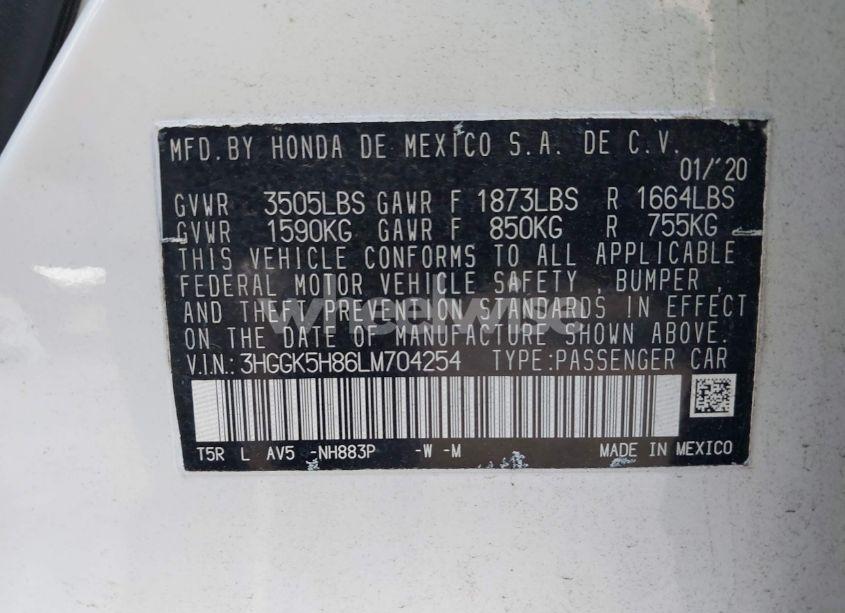 MFD. BY HONDA DE MEXICO S.A. DE C.V.
01/'20
GVWR 3505LBS GAWR F 1873LBS R 1664LBS
GVWR 1590KG GAWR F 850KG R 755KG
THIS VEHICLE CONFORMS TO ALL APPLICABLE
FEDERAL MOTOR VEHICLE SAFETY, BUMPER,
AND THEFT PREVENTION STANDARDS IN EFFECT
wheelwise
ON THE DATE OF MANUFACTURE SHOWN ABOVE.
V.I.N.: 3HGGK5H86LM704254 TYPE:PASSENGER CAR
T5R L AV5 -NH883P -W -M MADE IN MEXICO